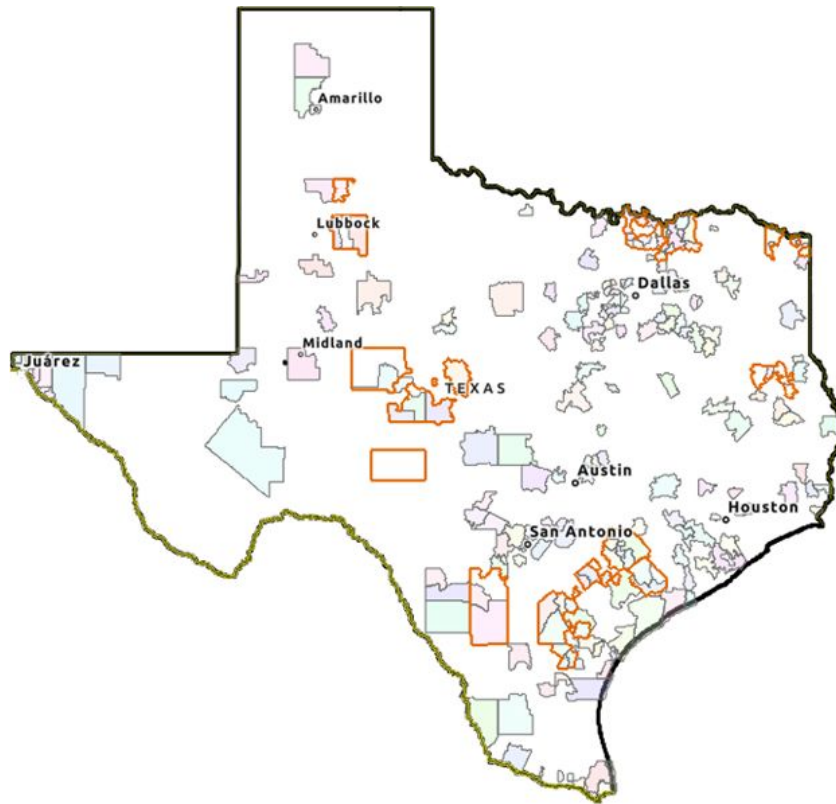 Amarillo
Lubbock
Dallas
Midland
Juárez
TEXAS
Austin
Houston
San Antonio